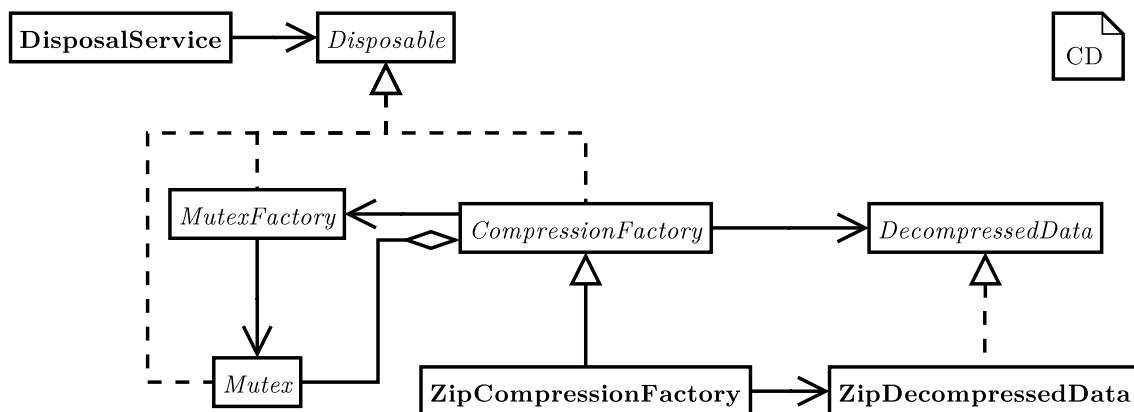 DisposalService
Disposable
CD
MutexFactory
CompressionFactory
DecompressedData
Mutex
ZipCompressionFactory
ZipDecompressedData